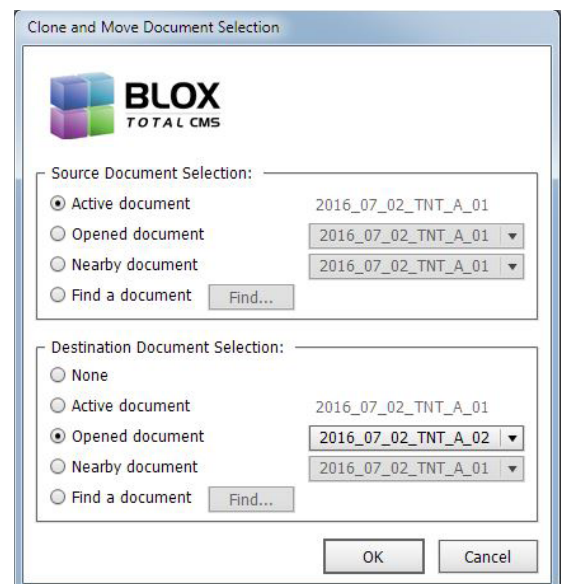 Clone and Move Document Selection
BLOX
TOTAL CMS
Source Document Selection:
Active document 2016_07_02_TNT_A_01
Opened document 2016_07_02_TNT_A_01
Nearby document 2016_07_02_TNT_A_01
Find a document Find...
Destination Document Selection:
None
Active document 2016_07_02_TNT_A_01
Opened document 2016_07_02_TNT_A_02
Nearby document 2016_07_02_TNT_A_01
Find a document Find...
OK Cancel